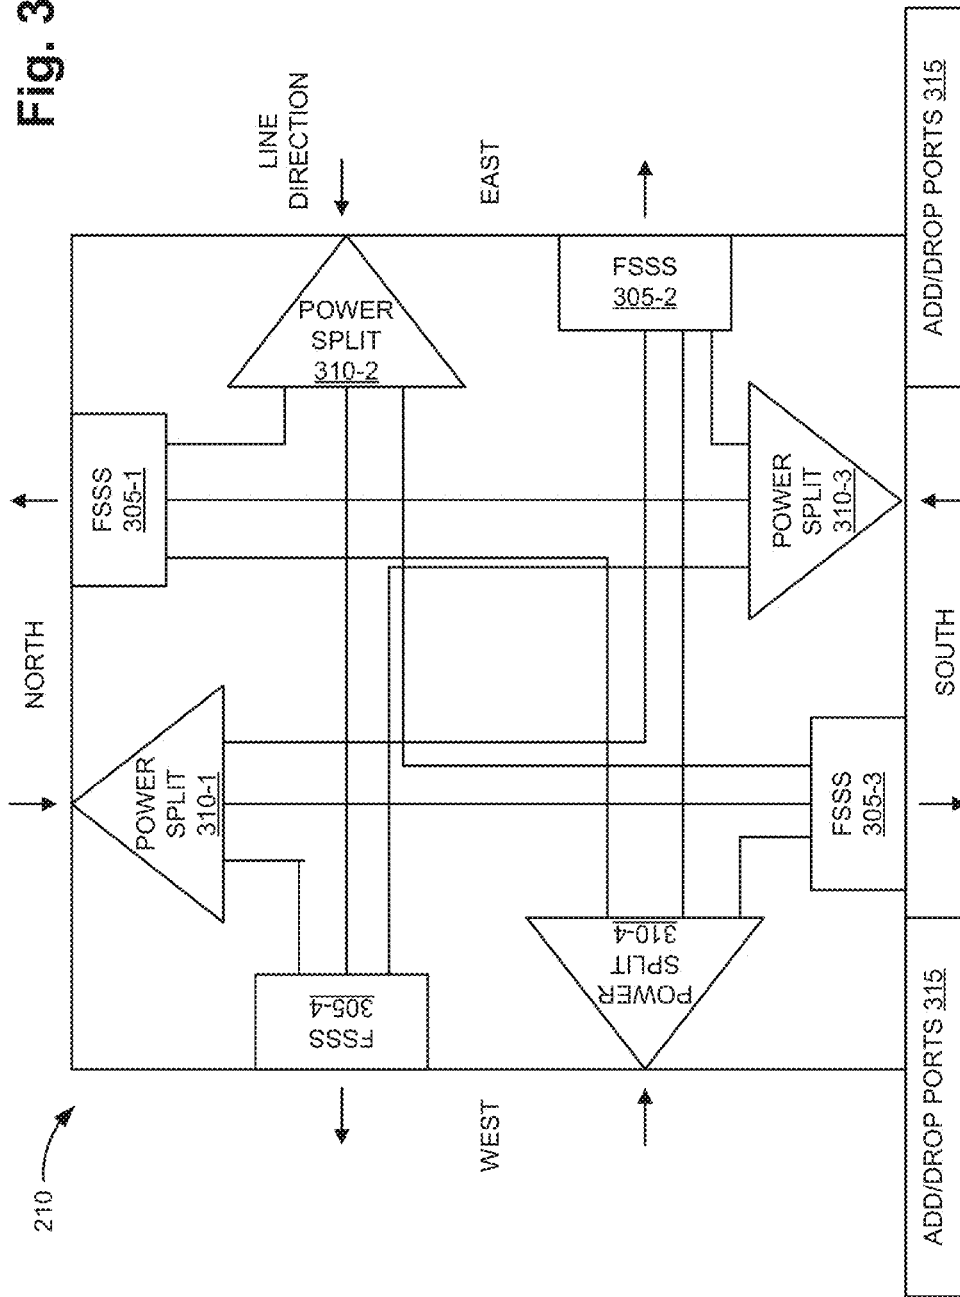 Fig. 3
210
NORTH
LINE
DIRECTION
WEST
EAST
SOUTH
POWER
SPLIT
310-1
FSSS
305-1
POWER
SPLIT
310-2
FSSS
305-4
FSSS
305-2
POWER
SPLIT
310-4
POWER
SPLIT
310-3
FSSS
305-3
ADD/DROP PORTS 315
ADD/DROP PORTS 315